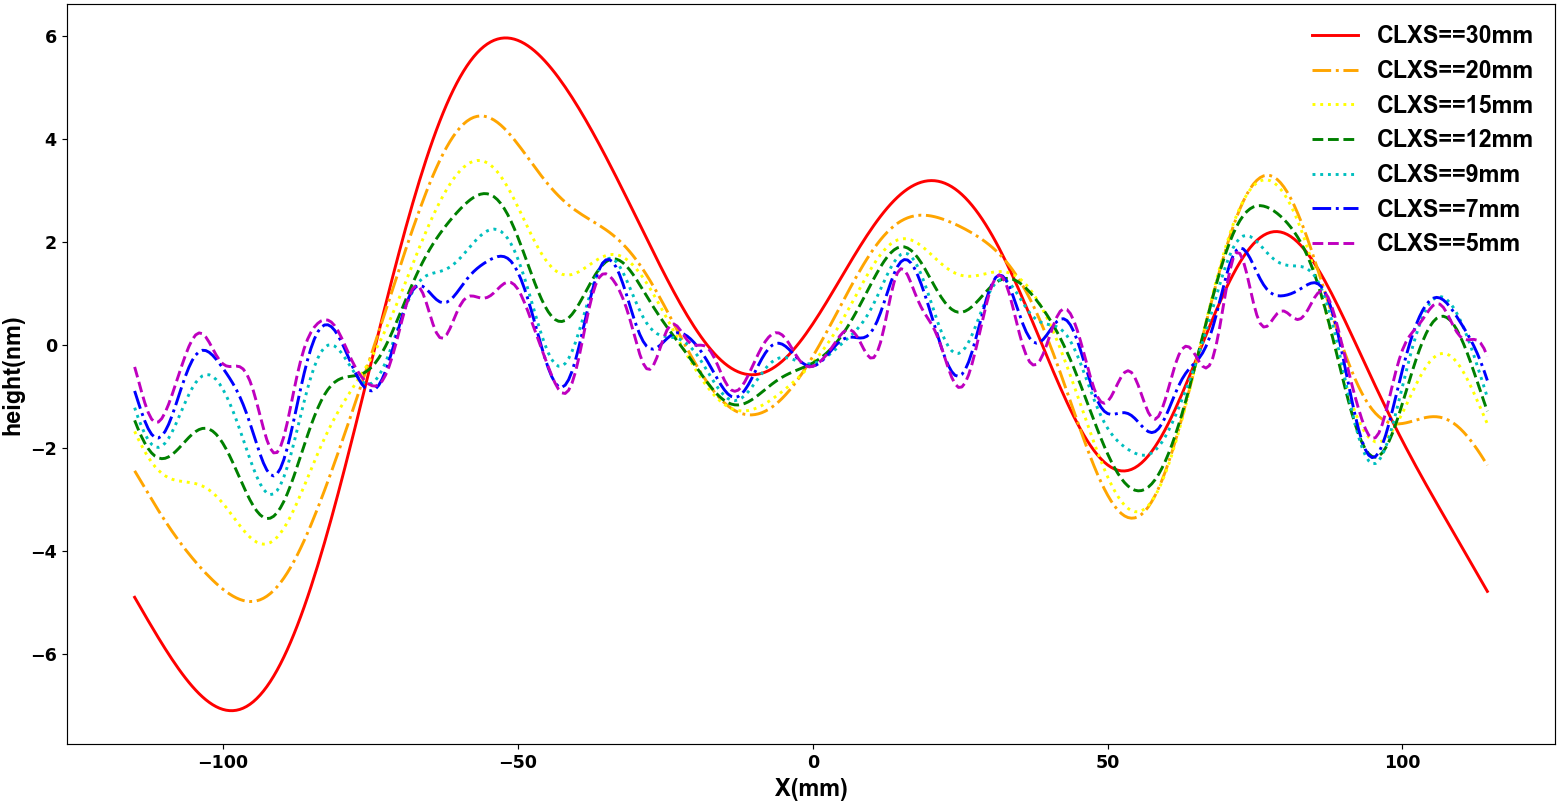 6
4
2
0
−2
−4
−6
height(nm)
−100
−50
0
50
100
X(mm)
CLXS==30mm
CLXS==20mm
CLXS==15mm
CLXS==12mm
CLXS==9mm
CLXS==7mm
CLXS==5mm